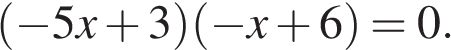 (−5x + 3)(−x + 6) = 0.